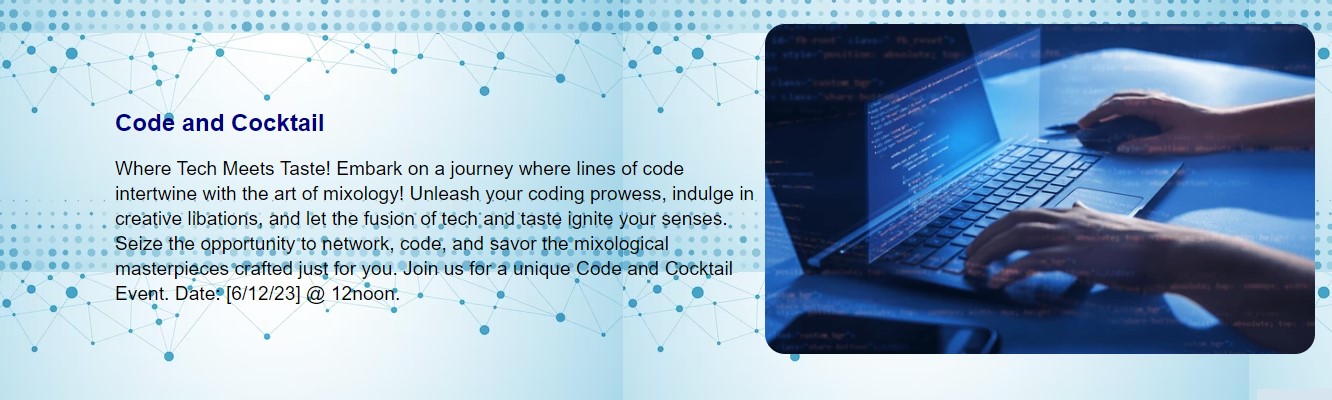 Code and Cocktail
Where Tech Meets Taste! Embark on a journey where lines of code
intertwine with the art of mixology! Unleash your coding prowess, indulge in
creative libations, and let the fusion of tech and taste ignite your senses.
Seize the opportunity to network, code, and savor the mixological
masterpieces crafted just for you. Join us for a unique Code and Cocktail
Event. Date: [6/12/23] @ 12noon.